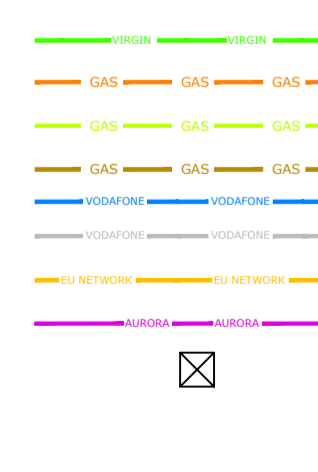 VIRGIN VIRGIN
GAS GAS GAS
GAS GAS GAS
GAS GAS GAS
VODAFONE VODAFONE
VODAFONE VODAFONE
EU NETWORK EU NETWORK
AURORA AURORA